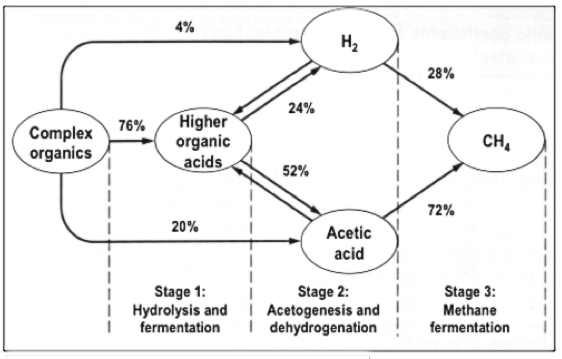 4%
H₂
28%
24%
Complex
organics
76%
Higher
organic
acids
CH₄
52%
72%
20%
Acetic
acid
Stage 1:
Hydrolysis and
fermentation
Stage 2:
Acetogenesis and
dehydrogenation
Stage 3:
Methane
fermentation